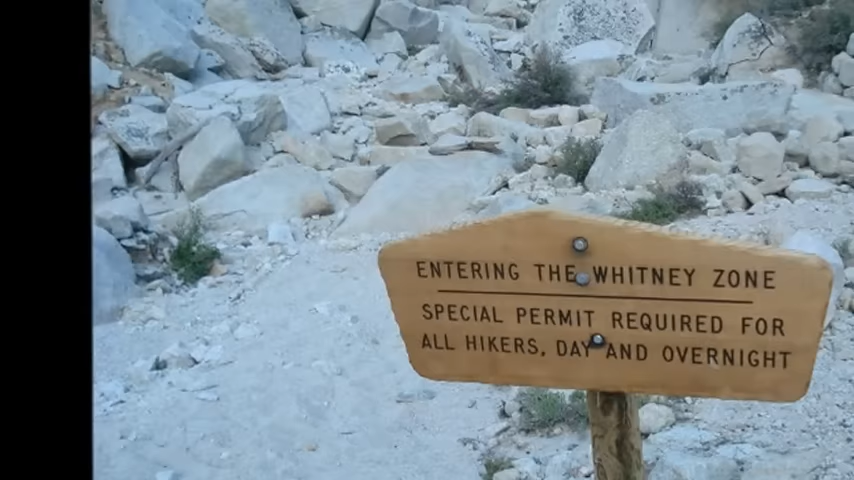 ENTERING THE WHITNEY ZONE
SPECIAL PERMIT REQUIRED FOR
ALL HIKERS, DAY AND OVERNIGHT